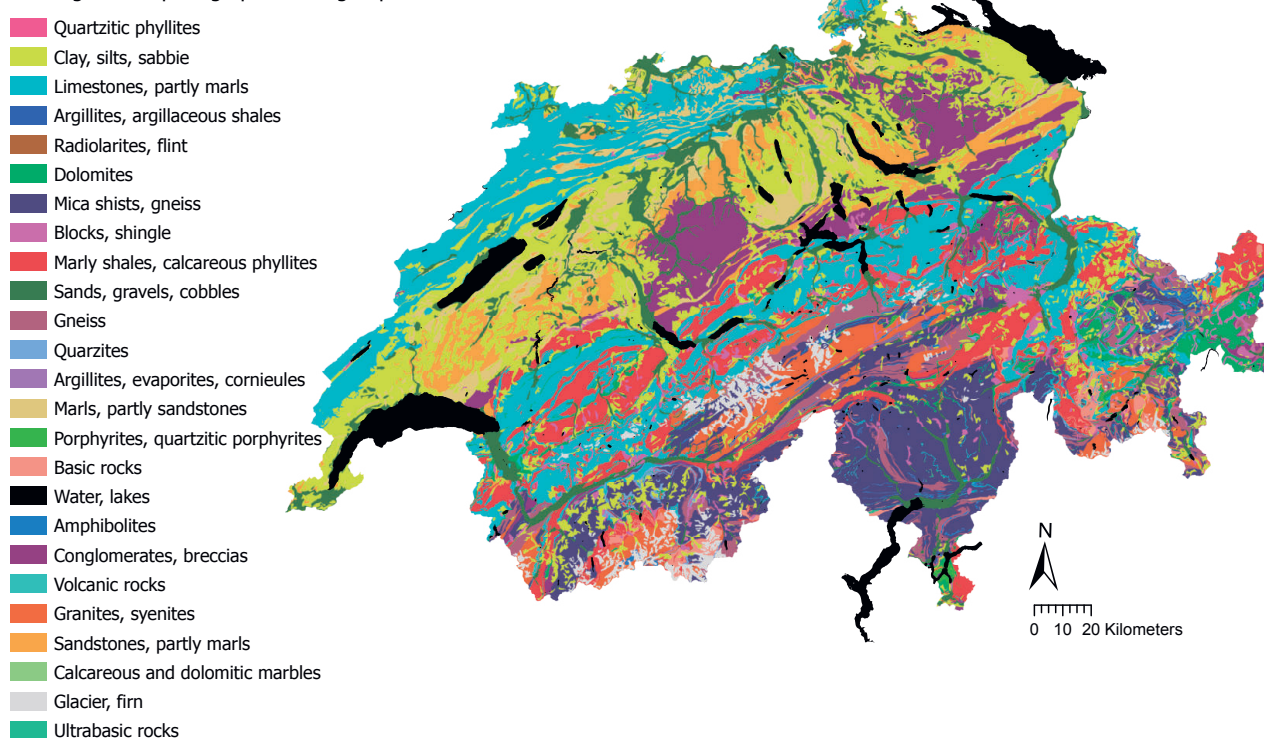 Quartzitic phyllites
Clay, silts, sabbie
Limestones, partly marls
Argillites, argillaceous shales
Radiolarites, flint
Dolomites
Mica shists, gneiss
Blocks, shingle
Marly shales, calcareous phyllites
Sands, gravels, cobbles
Gneiss
Quarzites
Argillites, evaporites, cornieules
Marls, partly sandstones
Porphyrites, quartzitic porphyrites
Basic rocks
Water, lakes
Amphibolites
Conglomerates, breccias
Volcanic rocks
Granites, syenites
Sandstones, partly marls
Calcareous and dolomitic marbles
Glacier, firn
Ultrabasic rocks
N
0 10 20 Kilometers